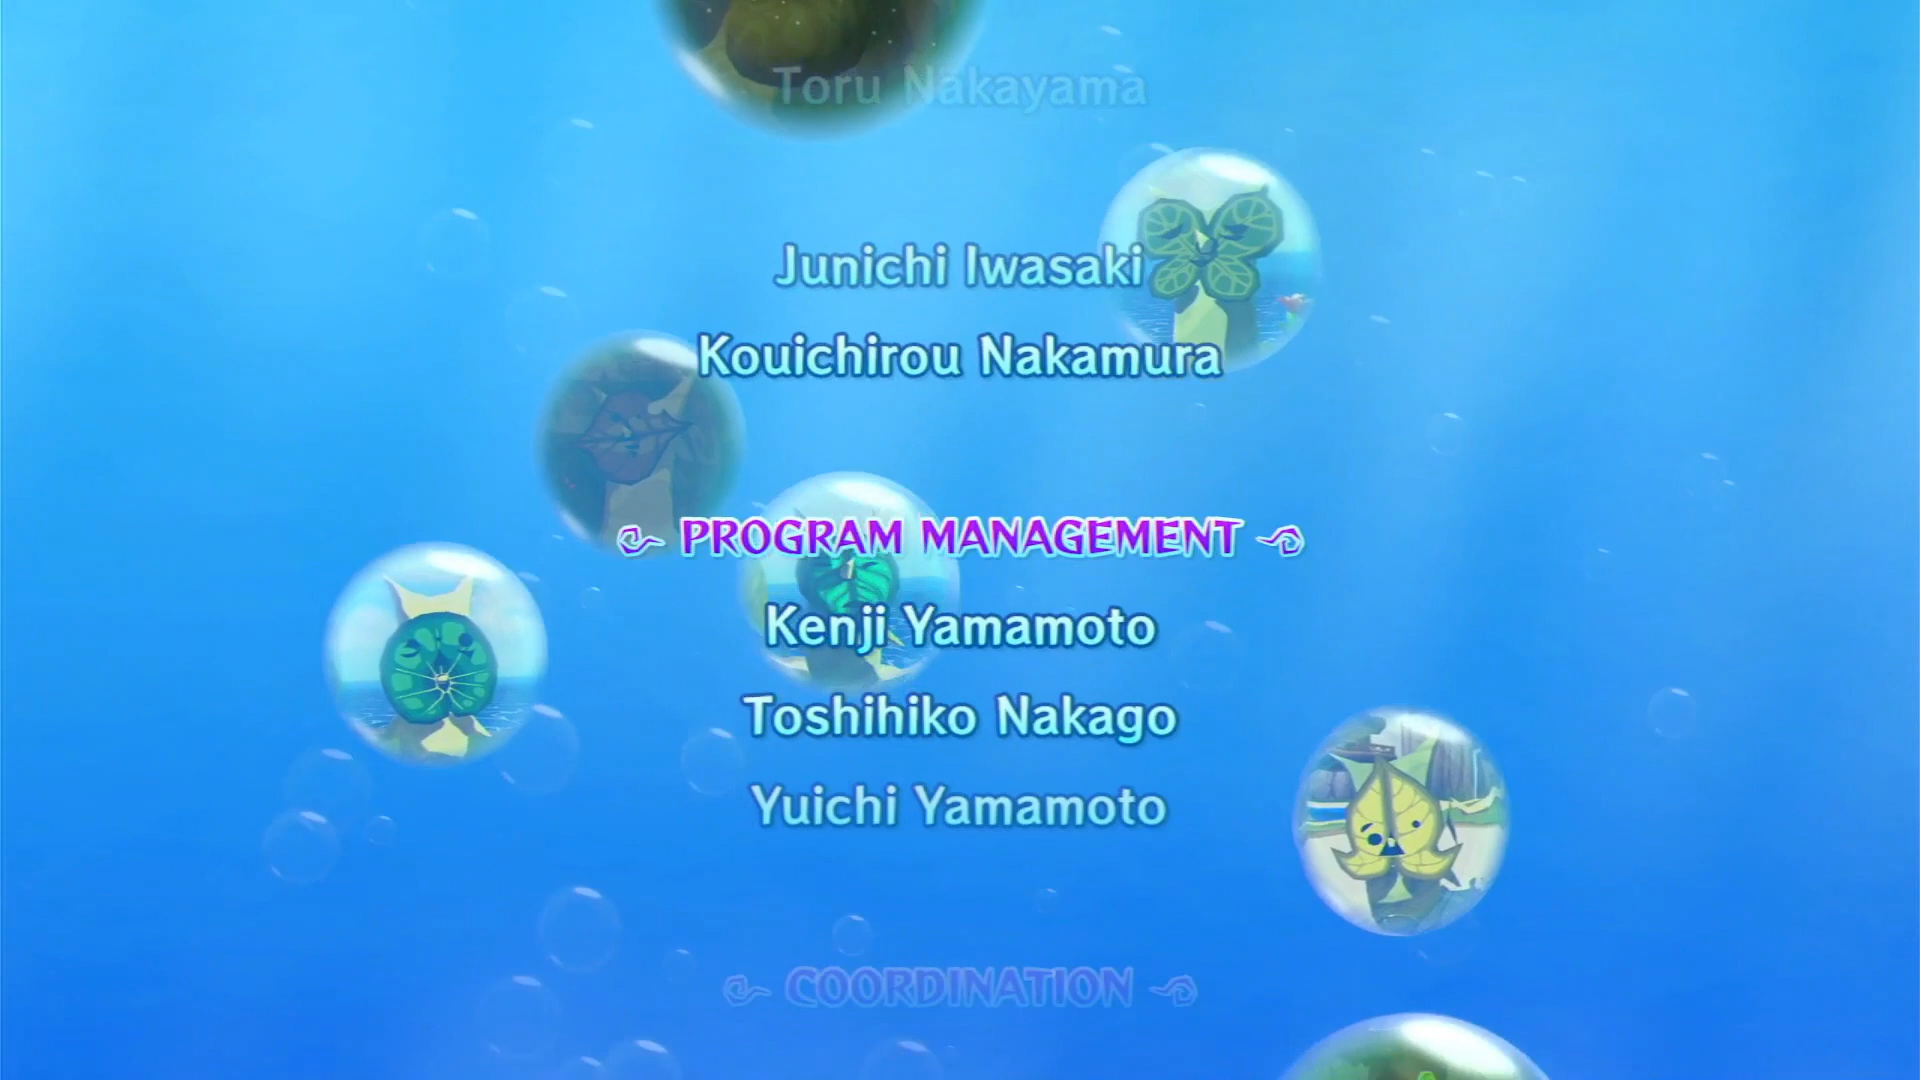 Toru Nakayama
Junichi Iwasaki
Kouichirou Nakamura
PROGRAM MANAGEMENT
Kenji Yamamoto
Toshihiko Nakago
Yuichi Yamamoto
COORDINATION